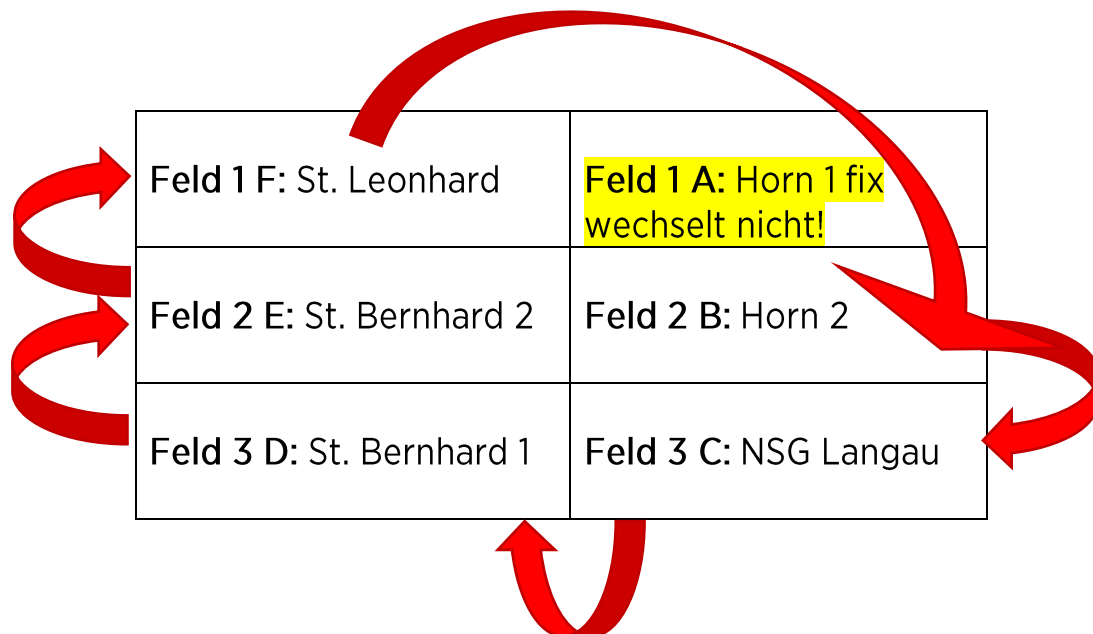 Feld 1 F: St. Leonhard
Feld 1 A: Horn 1 fix
wechselt nicht!
Feld 2 E: St. Bernhard 2
Feld 2 B: Horn 2
Feld 3 D: St. Bernhard 1
Feld 3 C: NSG Langau